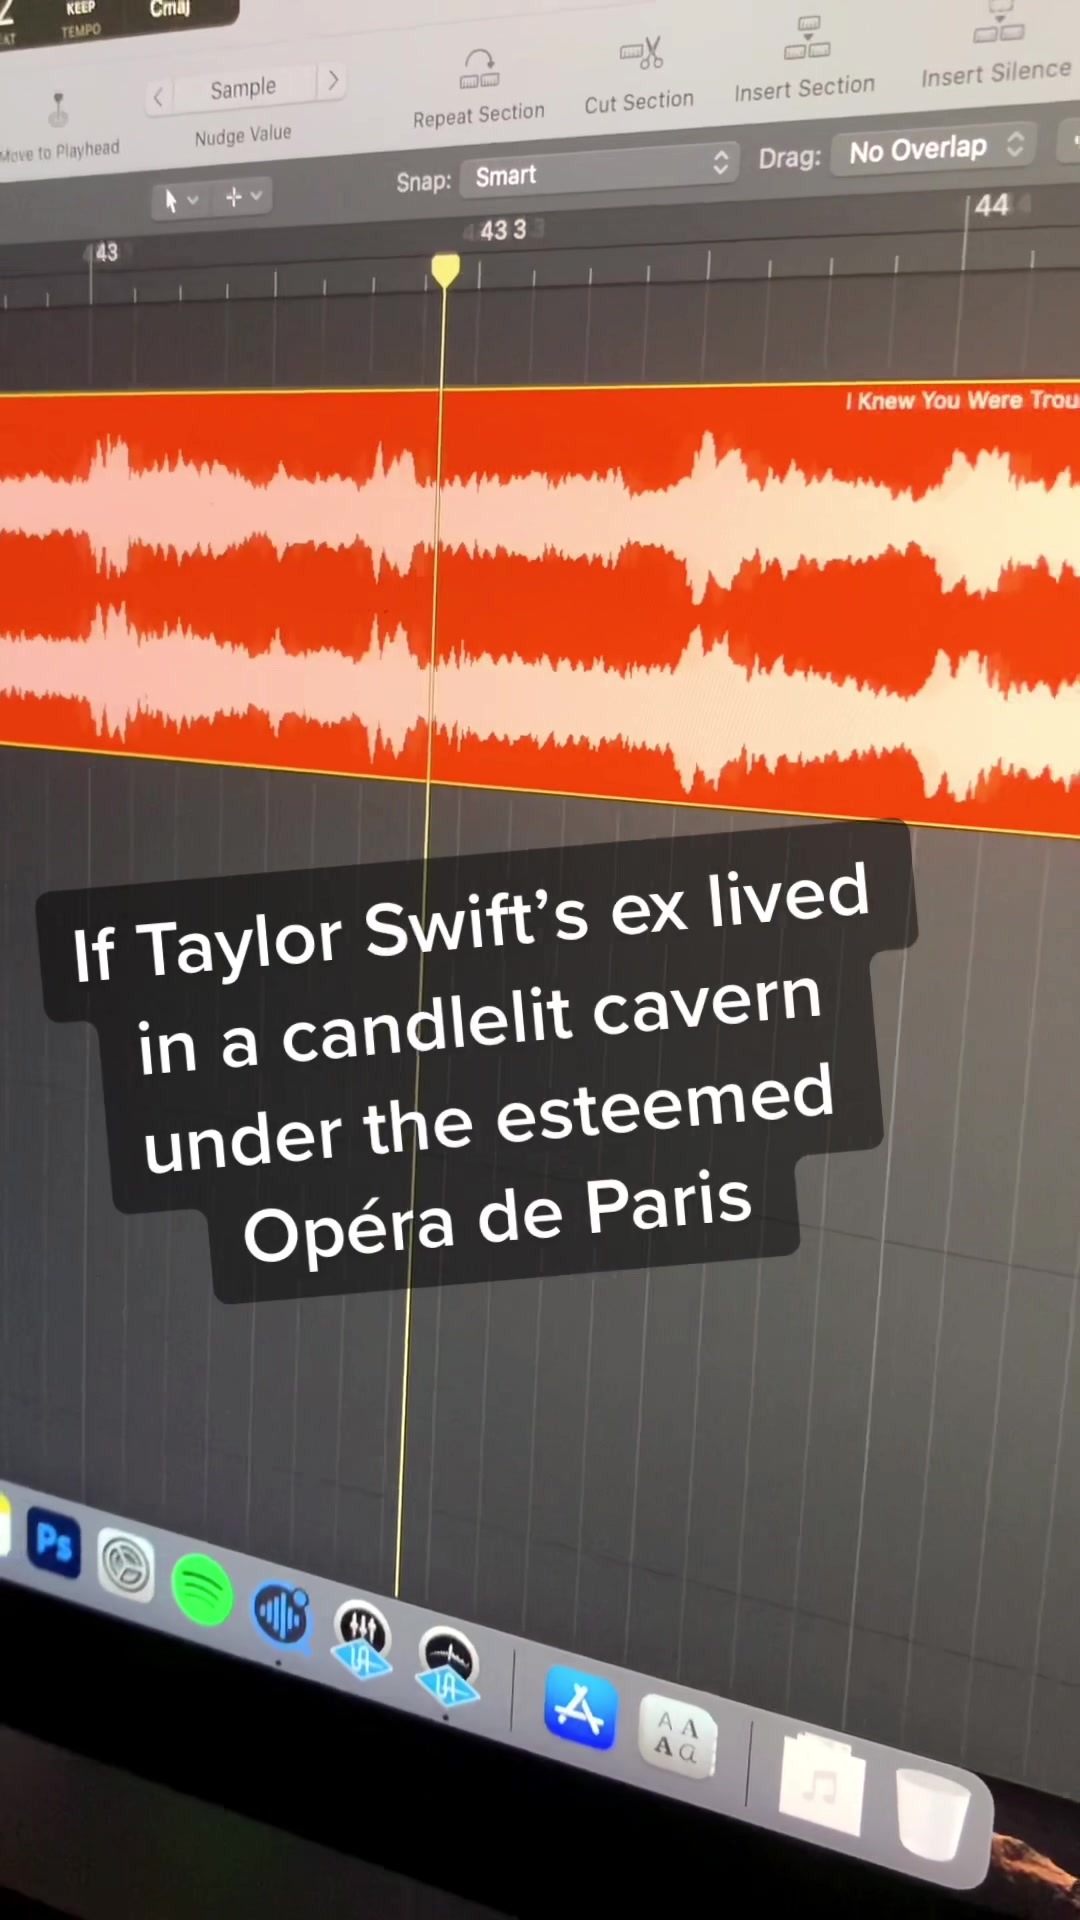 KEEP
Cmaj
TEMPO
Sample
Nudge Value
Move to Playhead
Repeat Section
Cut Section
Insert Section
Insert Silence
Snap: Smart
Drag: No Overlap
43
43 3
44
I Knew You Were Trou
If Taylor Swift’s ex lived
in a candlelit cavern
under the esteemed
Opéra de Paris
Ps